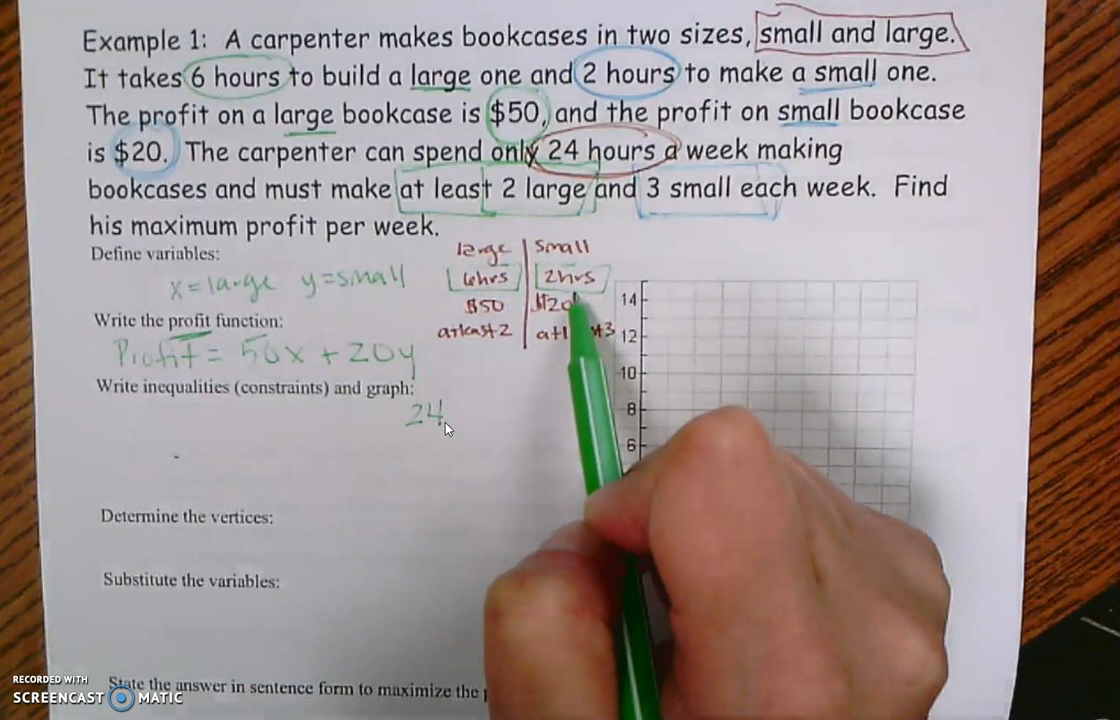 Example 1: A carpenter makes bookcases in two sizes, small and large.
It takes 6 hours to build a large one and 2 hours to make a small one.
The profit on a large bookcase is $50, and the profit on small bookcase
is $20. The carpenter can spend only 24 hours a week making
bookcases and must make at least 2 large and 3 small each week. Find
his maximum profit per week.
Define variables:
x=large y=small
large small
6hrs 2hrs
$50 $20
atleast 2
Write the profit function:
Profit = 50x + 20y
Write inequalities (constraints) and graph:
24
14
12
10
8
6
Determine the vertices:
Substitute the variables:
State the answer in sentence form to maximize the
RECORDED WITH
SCREENCAST MATIC